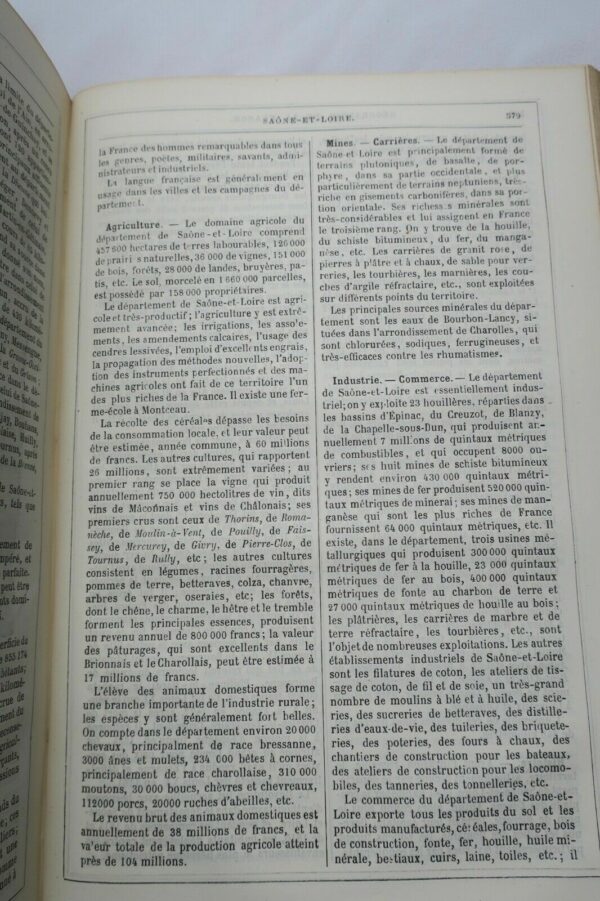 SAÔNE-ET-LOIRE.
579
la France des hommes remarquables dans tous
les genres, poëtes, militaires, savants, admi-
nistrateurs et industriels.
La langue française est généralement en
usage dans les villes et les campagnes du dé-
partement.
Agriculture. — Le domaine agricole du
département de Saône-et-Loire comprend
457 800 hectares de terres labourables, 126 000
de prairies naturelles, 36 000 de vignes, 151 000
de bois, forêts, 28 000 de landes, bruyères, pa-
tis, etc. Le sol, morcelé en 1 660 000 parcelles,
est possédé par 158 000 propriétaires.
Le département de Saône-et-Loire est agri-
cole et très-productif; l'agriculture y est extrê-
mement avancée; les irrigations, les assole-
ments, les amendements calcaires, l'usage des
cendres lessivées, l'emploi d'excellents engrais,
la propagation des méthodes nouvelles, l'adop-
tion des instruments perfectionnés et des ma-
chines agricoles ont fait de ce territoire l'un
des plus riches de la France. Il existe une fer-
me-école à Montceau.
La récolte des céréales dépasse les besoins
de la consommation locale, et leur valeur peut
être estimée, année commune, à 60 millions
de francs. Les autres cultures, qui rapportent
26 millions, sont extrêmement variées; au
premier rang se place la vigne qui produit
annuellement 750 000 hectolitres de vin, dits
vins de Mâconnais et vins de Châlonais; ses
premiers crus sont ceux de Thorins, de Roma-
nèche, de Moulin-à-Vent, de Pouilly, de Fais-
sey, de Mercurey, de Givry, de Pierre-Clos, de
Tournus, de Rully, etc; les autres cultures
consistent en légumes, racines fourragères,
pommes de terre, betteraves, colza, chanvre,
arbres de verger, oseraies, etc; les forêts,
dont le chêne, le charme, le hêtre et le tremble
forment les principales essences, produisent
un revenu annuel de 800 000 francs; la valeur
des pâturages, qui sont excellents dans le
Brionnais et le Charollais, peut être estimée à
17 millions de francs.
L'élève des animaux domestiques forme
une branche importante de l'industrie rurale;
les espèces y sont généralement fort belles.
On compte dans le département environ 20 000
chevaux, principalment de race bressanne,
3000 ânes et mulets, 234 000 bêtes à cornes,
principalement de race charollaise, 310 000
moutons, 30 000 boucs, chèvres et chevreaux,
112000 porcs, 20000 ruches d'abeilles, etc.
Le revenu brut des animaux domestiques est
annuellement de 38 millions de francs, et la
valeur totale de la production agricole atteint
près de 104 millions.
Mines. — Carrières. — Le département de
Saône-et-Loire est principalement formé de
terrains plutoniques, de basalte, de por-
phyre, dans sa partie occidentale, et plus
particulièrement de terrains neptuniens, très-
riche en gisements carbonifères, dans sa por-
tion orientale. Ses richesses minérales sont
très-considérables et lui assignent en France
le troisième rang. On y trouve de la houille,
du schiste bitumineux, du fer, du manga-
nèse, etc. Les carrières de granit rose, de
pierres à plâtre et à chaux, de sable pour ver-
reries, les tourbières, les marnières, les cou-
ches d'argile réfractaire, etc., sont exploitées
sur différents points du territoire.
Les principales sources minérales du dépar-
tement sont les eaux de Bourbon-Lancy, si-
tuées dans l'arrondissement de Charolles, qui
sont chlorurées, sodiques, ferrugineuses, et
très-efficaces contre les rhumatismes.
Industrie. — Commerce. — Le département
de Saône-et-Loire est essentiellement indus-
triel; on y exploite 23 houillères, réparties dans
les bassins d'Épinac, du Creuzot, de Blanzy,
de la Chapelle-sous-Dun, qui produisent an-
nuellement 7 millions de quintaux métriques
de combustibles, et qui occupent 8000 ou-
vriers; ses huit mines de schiste bitumineux
y rendent environ 430 000 quintaux métri-
ques; ses mines de fer produisent 520 000 quin-
taux métriques de minerai; ses mines de man-
ganèse qui sont les plus riches de France
fournissent 64 000 quintaux métriques, etc. Il
existe, dans le département, trois usines mé-
tallurgiques qui produisent 300 000 quintaux
métriques de fer à la houille, 23 000 quintaux
métriques de fer au bois, 400 000 quintaux
métriques de fonte au charbon de terre et
27 000 quintaux métriques de houille au bois;
les plâtrières, les carrières de marbre et de
terre réfractaire, les tourbières, etc., sont
l'objet de nombreuses exploitations. Les autres
établissements industriels de Saône-et-Loire
sont les filatures de coton, les ateliers de tis-
sage de coton, de fil et de soie, un très-grand
nombre de moulins à blé et à huile, des scie-
ries, des sucreries de betteraves, des distille-
ries d'eaux-de-vie, des tuileries, des briquete-
ries, des poteries, des fours à chaux, des
chantiers de construction pour les bateaux,
des ateliers de construction pour les locomo-
biles, des tanneries, des tonnelleries, etc.
Le commerce du département de Saône-et-
Loire exporte tous les produits du sol et les
produits manufacturés, céréales, fourrage, bois
de construction, fonte, fer, houille, huile mi-
nérale, bestiaux, cuirs, laine, toiles, etc.; il